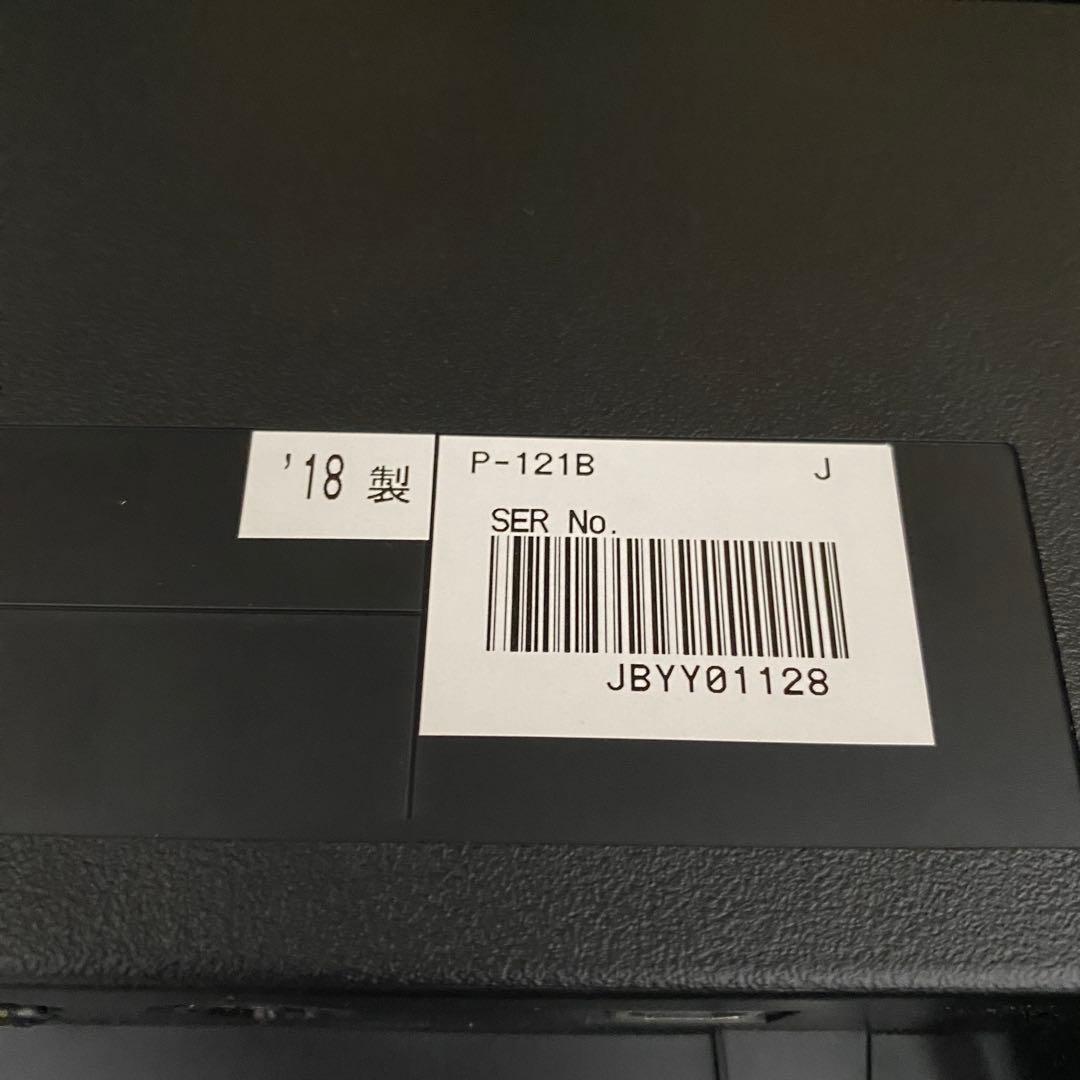 '18 製
P-121B J
SER No.
JBYY01128